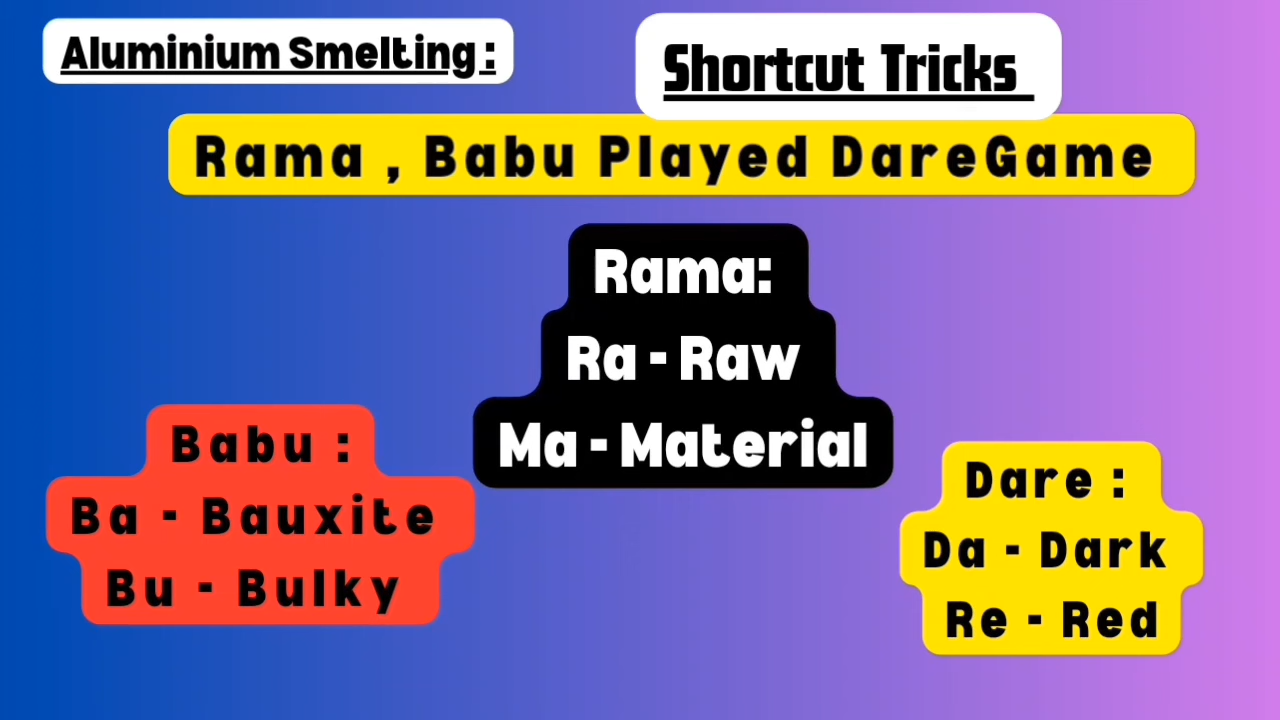 Aluminium Smelting :
Shortcut Tricks
Rama , Babu Played DareGame
Rama:
Ra - Raw
Ma - Material
Babu :
Ba - Bauxite
Bu - Bulky
Dare :
Da - Dark
Re - Red